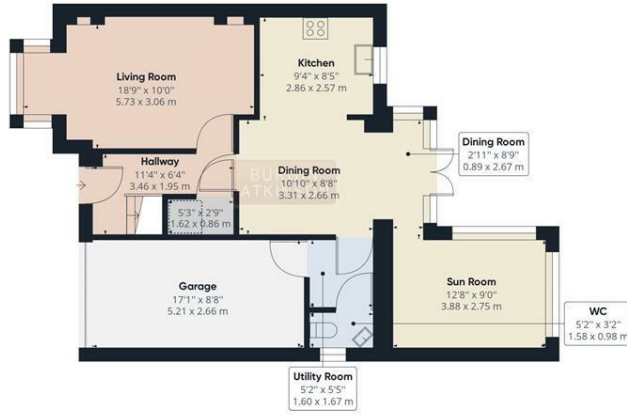 Living Room
18'9" x 10'0"
5.73 x 3.06 m
Kitchen
9'4" x 8'5"
2.86 x 2.57 m
Hallway
11'4" x 6'4"
3.46 x 1.95 m
5'3" x 2'9"
1.62 x 0.86 m
Dining Room
10'10" x 8'8"
3.31 x 2.66 m
Dining Room
2'11" x 8'9"
0.89 x 2.67 m
Garage
17'1" x 8'8"
5.21 x 2.66 m
Sun Room
12'8" x 9'0"
3.88 x 2.75 m
WC
5'2" x 3'2"
1.58 x 0.98 m
Utility Room
5'2" x 5'5"
1.60 x 1.67 m